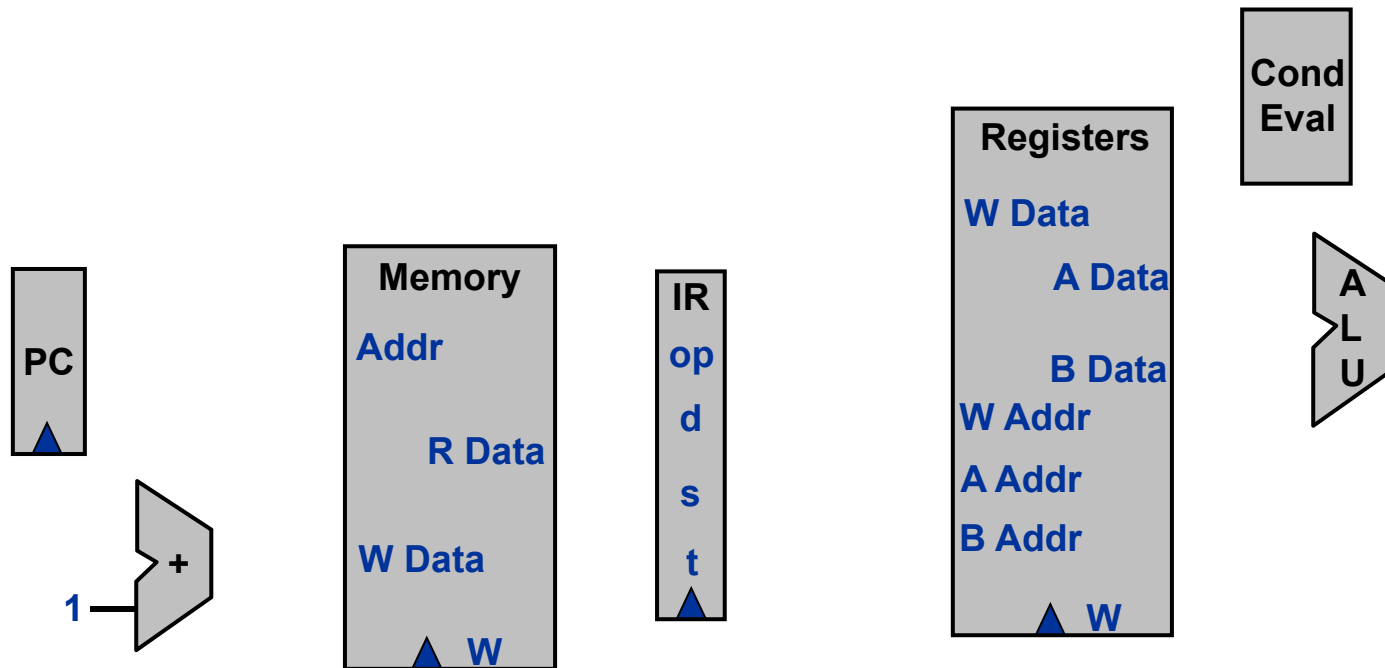 Cond
Eval
Registers
W Data
A Data
B Data
W Addr
A Addr
B Addr
W
A
L
U
Memory
Addr
R Data
W Data
W
IR
op
d
s
t
PC
+
1